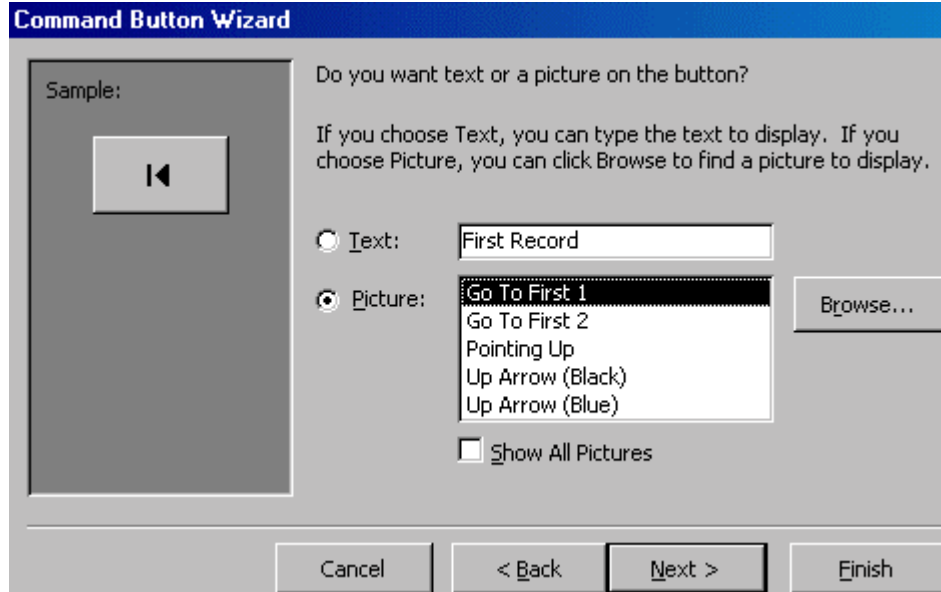 Command Button Wizard
Sample:
Do you want text or a picture on the button?
If you choose Text, you can type the text to display.  If you
choose Picture, you can click Browse to find a picture to display.
Text: First Record
Picture: Go To First 1
Go To First 2
Pointing Up
Up Arrow (Black)
Up Arrow (Blue)
Browse...
Show All Pictures
Cancel < Back Next > Finish